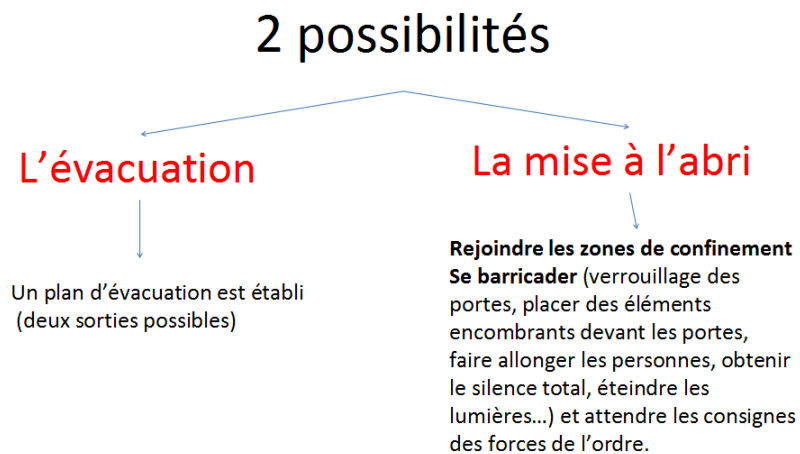 2 possibilités
L’évacuation
La mise à l’abri
Un plan d’évacuation est établi
(deux sorties possibles)
Rejoindre les zones de confinement
Se barricader (verrouillage des
portes, placer des éléments
encombrants devant les portes,
faire allonger les personnes, obtenir
le silence total, éteindre les
lumières…) et attendre les consignes
des forces de l’ordre.